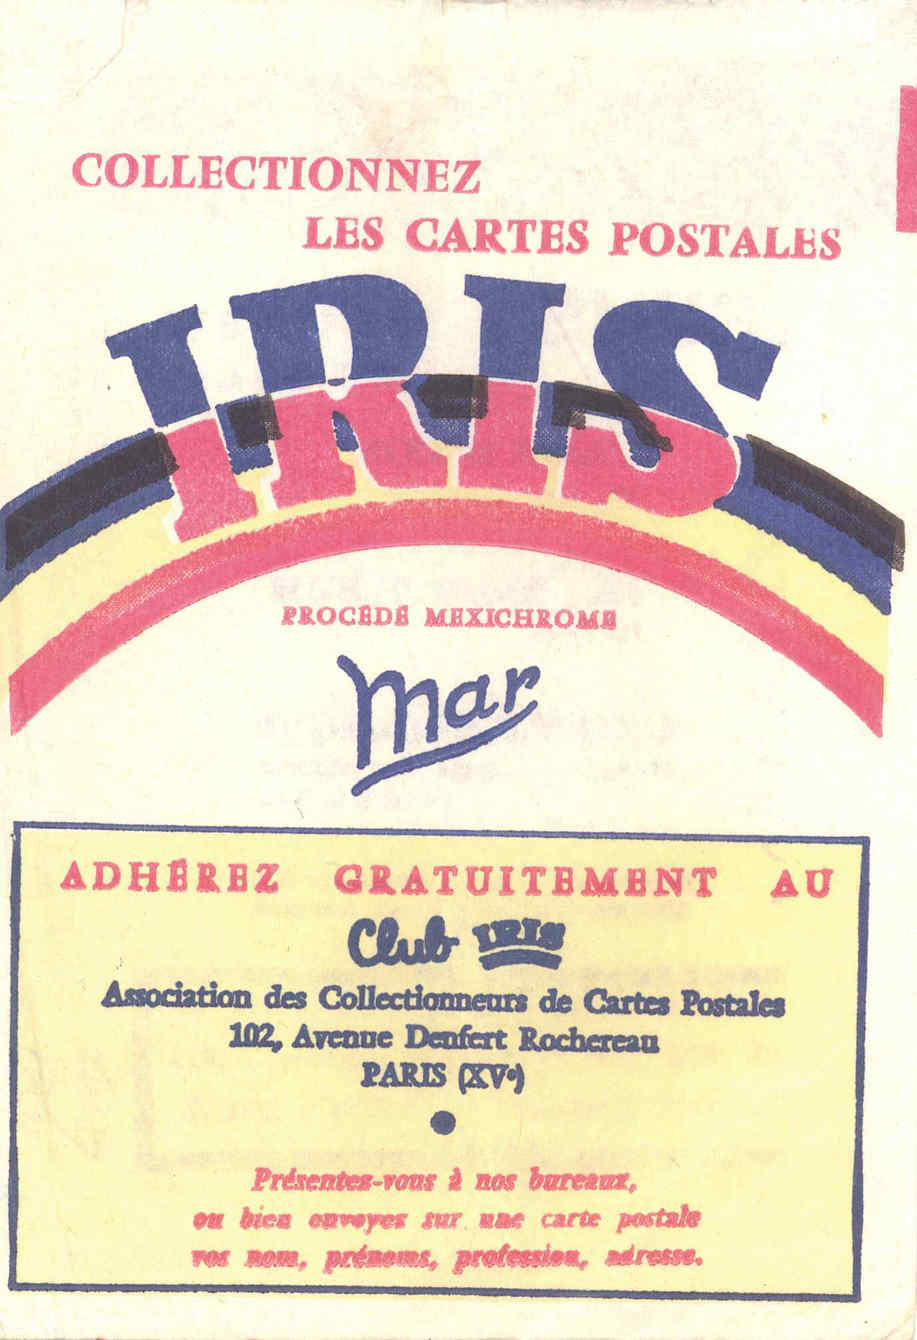 COLLECTIONNEZ
LES CARTES POSTALES
IRIS
PROCÉDÉ MEXICHROME
Mar
ADHÉREZ GRATUITEMENT AU
Club IRIS
Association des Collectionneurs de Cartes Postales
102, Avenue Denfert Rochereau
PARIS (XVe)
Présentez-vous à nos bureaux,
ou bien envoyez sur une carte postale
vos nom, prénoms, profession, adresse.